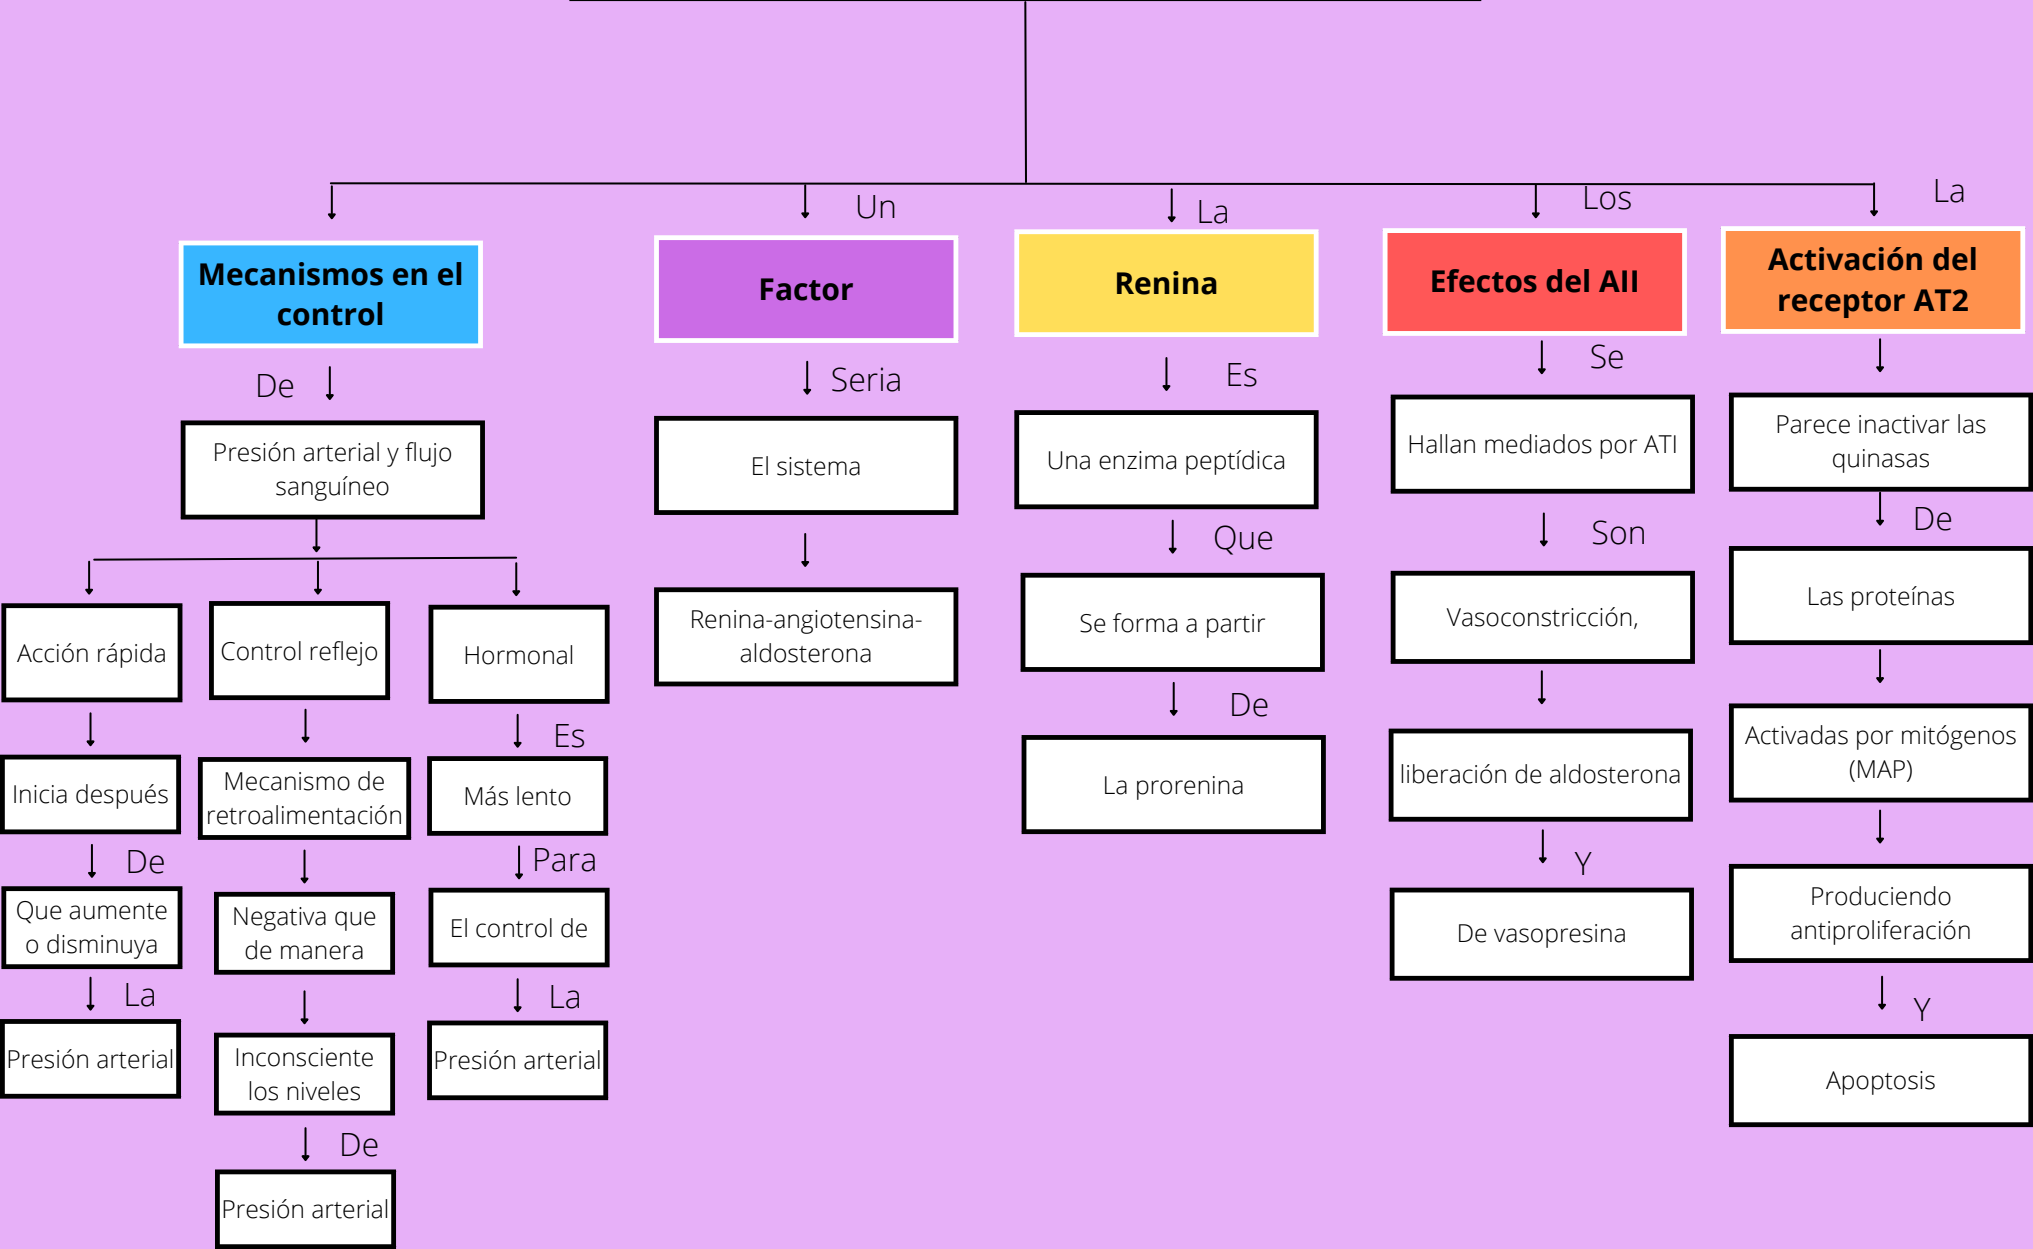 Mecanismos en el
control
De
Presión arterial y flujo
sanguíneo
Acción rápida
Inicia después
De
Que aumente
o disminuya
La
Presión arterial
Control reflejo
Mecanismo de
retroalimentación
Negativa que
de manera
Inconsciente
los niveles
De
Presión arterial
Hormonal
Es
Más lento
Para
El control de
La
Presión arterial
Un
Factor
Seria
El sistema
Renina-angiotensina-
aldosterona
La
Renina
Es
Una enzima peptídica
Que
Se forma a partir
De
La prorenina
Los
Efectos del AII
Se
Hallan mediados por ATI
Son
Vasoconstricción,
liberación de aldosterona
Y
De vasopresina
La
Activación del
receptor AT2
Parece inactivar las
quinasas
De
Las proteínas
Activadas por mitógenos
(MAP)
Produciendo
antiproliferación
Y
Apoptosis